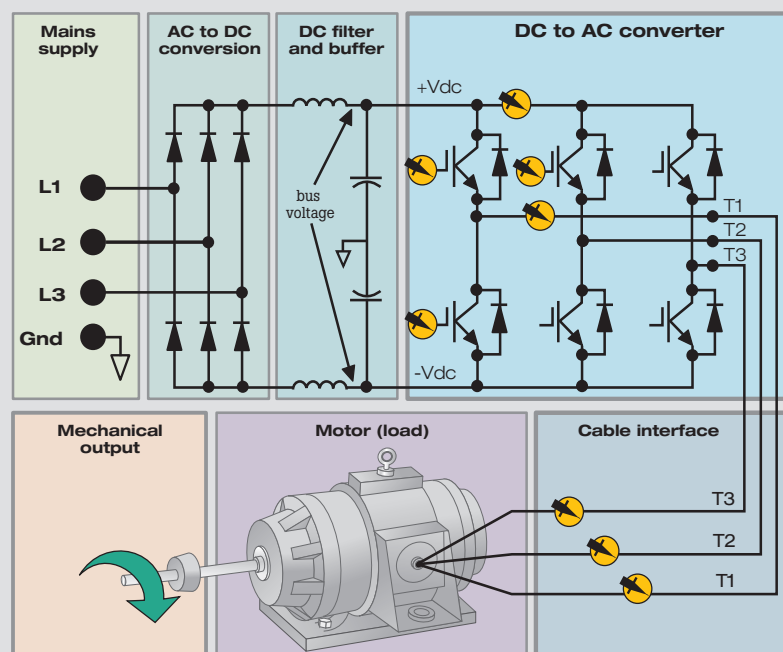 Mains
supply
AC to DC
conversion
DC filter
and buffer
DC to AC converter
+Vdc
L1
L2
L3
Gnd
bus
voltage
T1
T2
T3
-Vdc
Mechanical
output
Motor (load)
Cable interface
T3
T2
T1